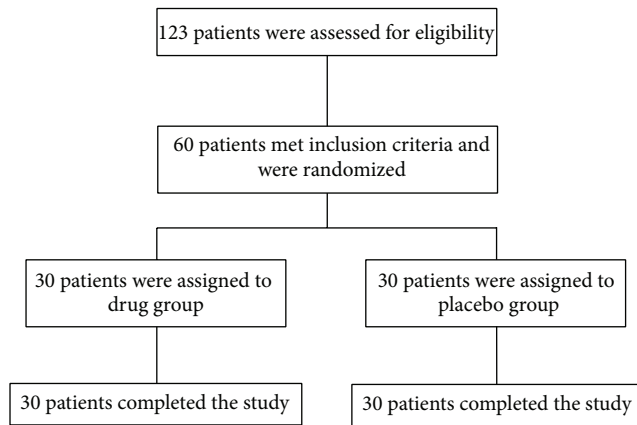 123 patients were assessed for eligibility
60 patients met inclusion criteria and
were randomized
30 patients were assigned to
drug group
30 patients were assigned to
placebo group
30 patients completed the study
30 patients completed the study